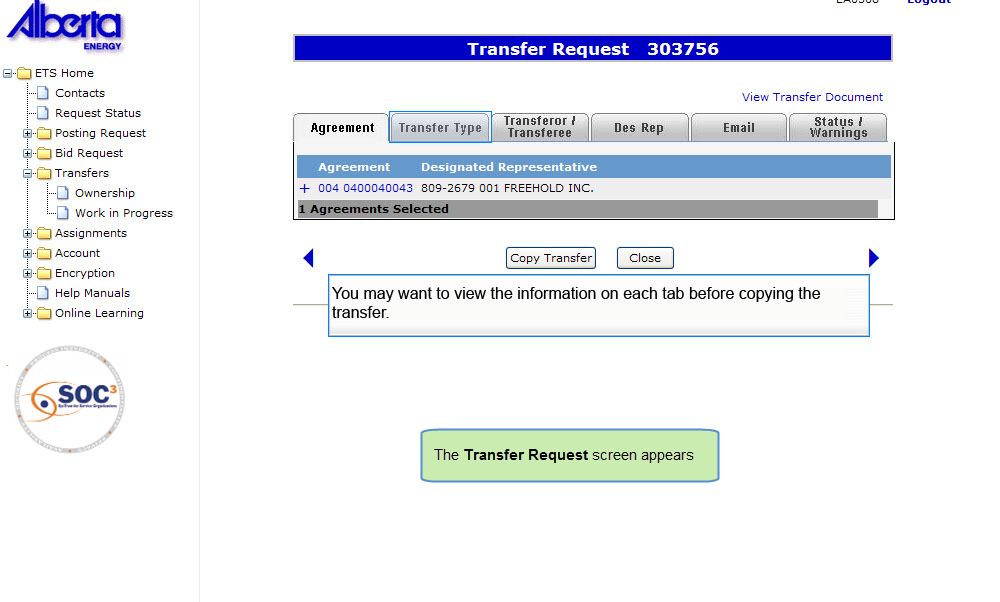 EA0500 Logout
Alberta
ENERGY
ETS Home
Contacts
Request Status
Posting Request
Bid Request
Transfers
Ownership
Work in Progress
Assignments
Account
Encryption
Help Manuals
Online Learning
SOC3
Transfer Request 303756
View Transfer Document
Agreement
Transfer Type
Transferor /
Transferee
Des Rep
Email
Status /
Warnings
Agreement Designated Representative
+ 004 0400040043 809-2679 001 FREEHOLD INC.
1 Agreements Selected
Copy Transfer Close
You may want to view the information on each tab before copying the
transfer.
The Transfer Request screen appears